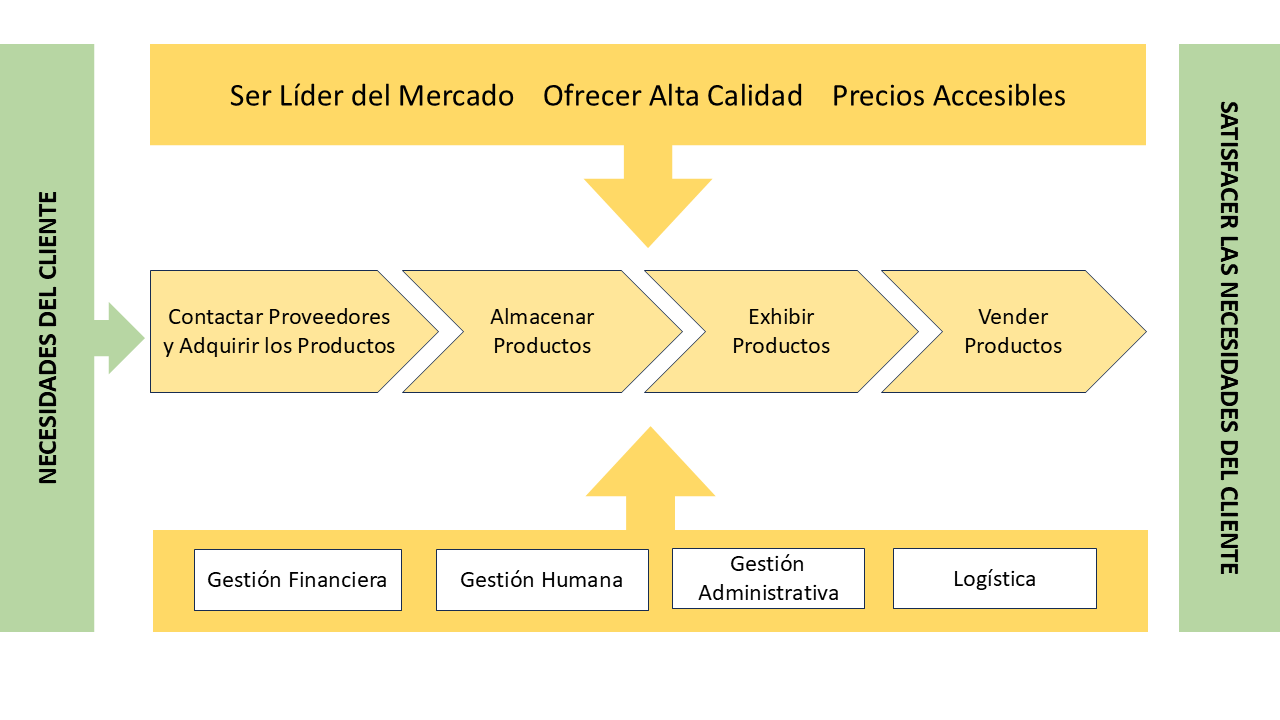 NECESIDADES DEL CLIENTE
Ser Líder del Mercado Ofrecer Alta Calidad Precios Accesibles
Contactar Proveedores
y Adquirir los Productos
Almacenar
Productos
Exhibir
Productos
Vender
Productos
Gestión Financiera
Gestión Humana
Gestión
Administrativa
Logística
SATISFACER LAS NECESIDADES DEL CLIENTE